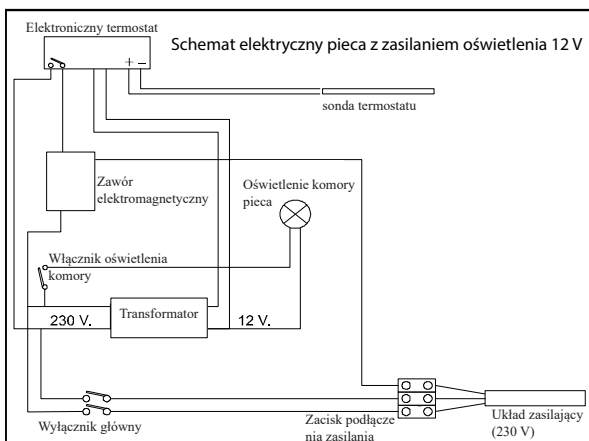 Elektroniczny termostat
Schemat elektryczny pieca z zasilaniem oświetlenia 12 V
+ −
sonda termostatu
Zawór
elektromagnetyczny
Oświetlenie komory
pieca
Włącznik oświetlenia
komory
230 V.
Transformator
12 V.
Wyłącznik główny
Zacisk podłącze
nia zasilania
Układ zasilający
(230 V)